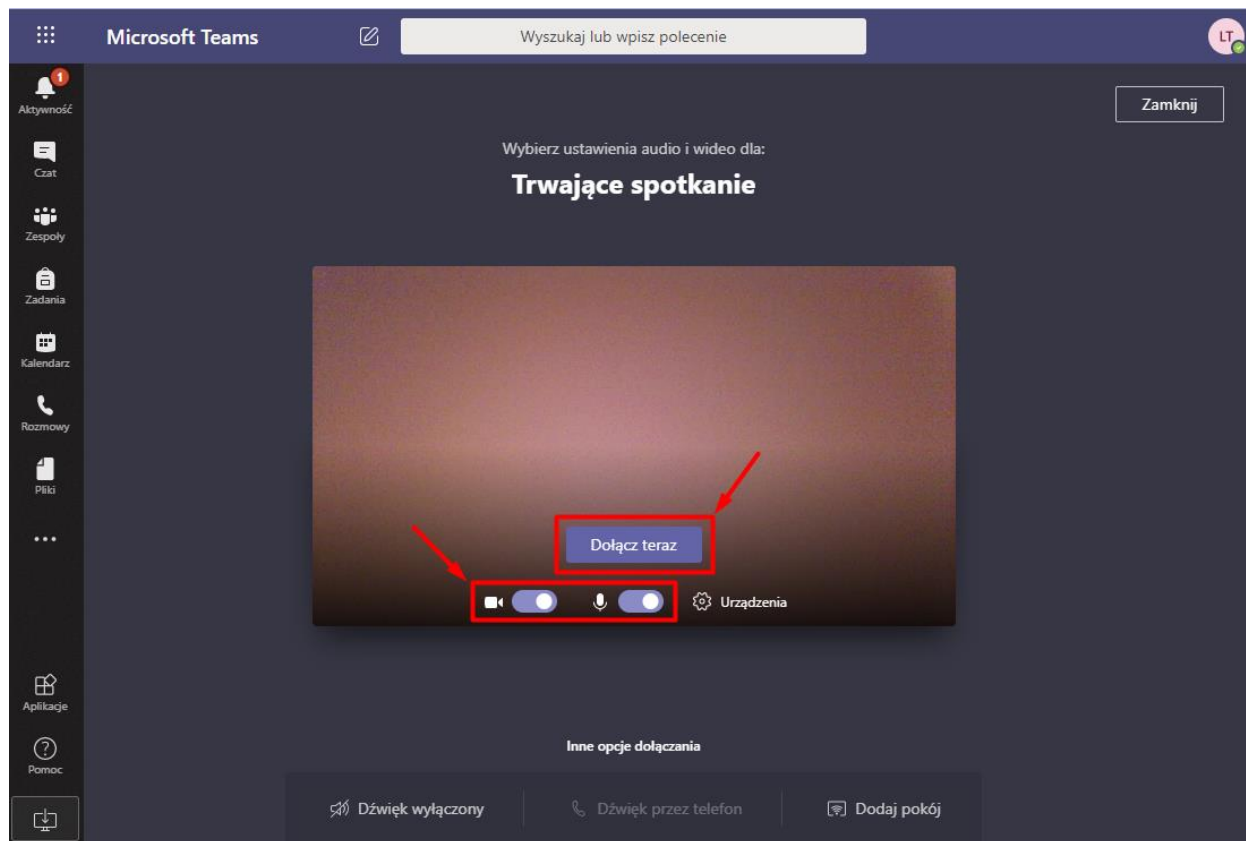 Microsoft Teams
Wyszukaj lub wpisz polecenie
LT
1
Aktywność
Czat
Zespoły
Zadania
Kalendarz
Rozmowy
Pliki
Aplikacje
Pomoc
Zamknij
Wybierz ustawienia audio i wideo dla:
Trwające spotkanie
Dołącz teraz
Urządzenia
Inne opcje dołączania
Dźwięk wyłączony
Dźwięk przez telefon
Dodaj pokój